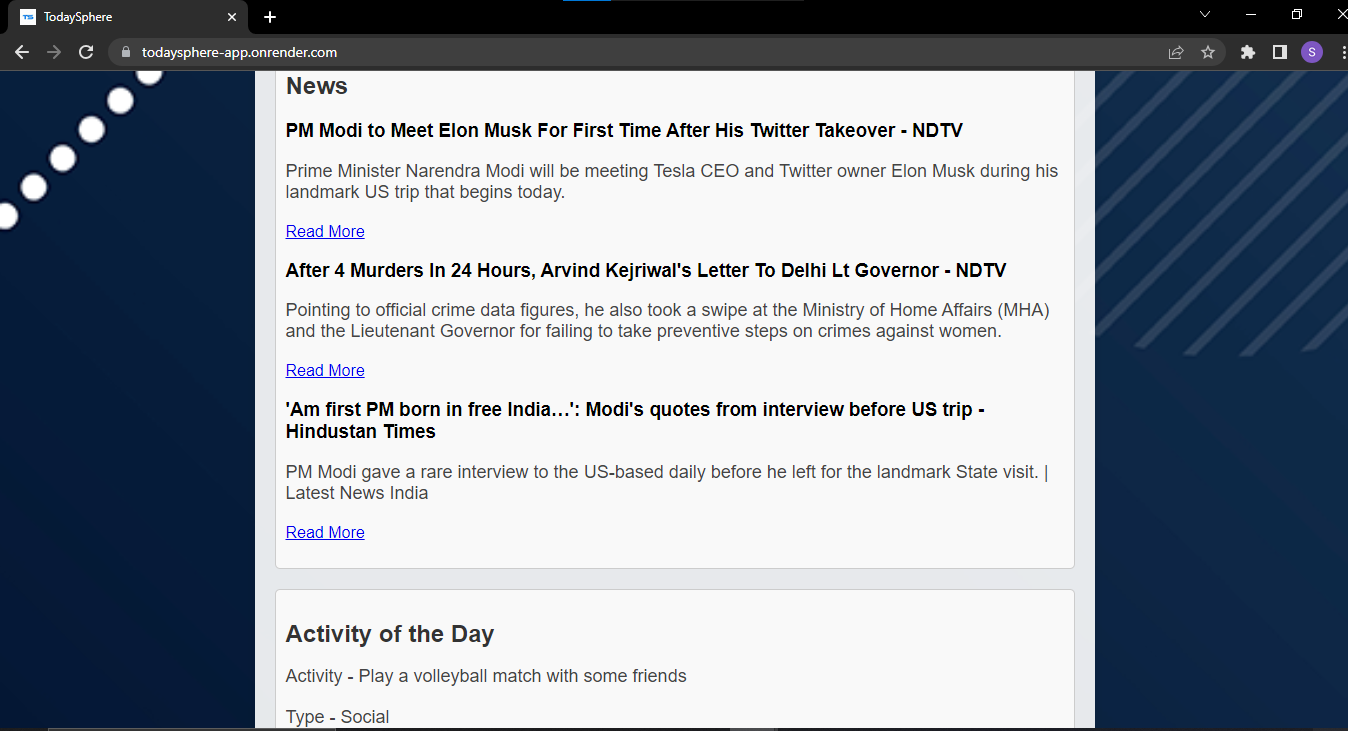 TS TodaySphere
todaysphere-app.onrender.com
S
News
PM Modi to Meet Elon Musk For First Time After His Twitter Takeover - NDTV
Prime Minister Narendra Modi will be meeting Tesla CEO and Twitter owner Elon Musk during his
landmark US trip that begins today.
Read More
After 4 Murders In 24 Hours, Arvind Kejriwal's Letter To Delhi Lt Governor - NDTV
Pointing to official crime data figures, he also took a swipe at the Ministry of Home Affairs (MHA)
and the Lieutenant Governor for failing to take preventive steps on crimes against women.
Read More
'Am first PM born in free India…': Modi's quotes from interview before US trip -
Hindustan Times
PM Modi gave a rare interview to the US-based daily before he left for the landmark State visit. |
Latest News India
Read More
Activity of the Day
Activity - Play a volleyball match with some friends
Type - Social